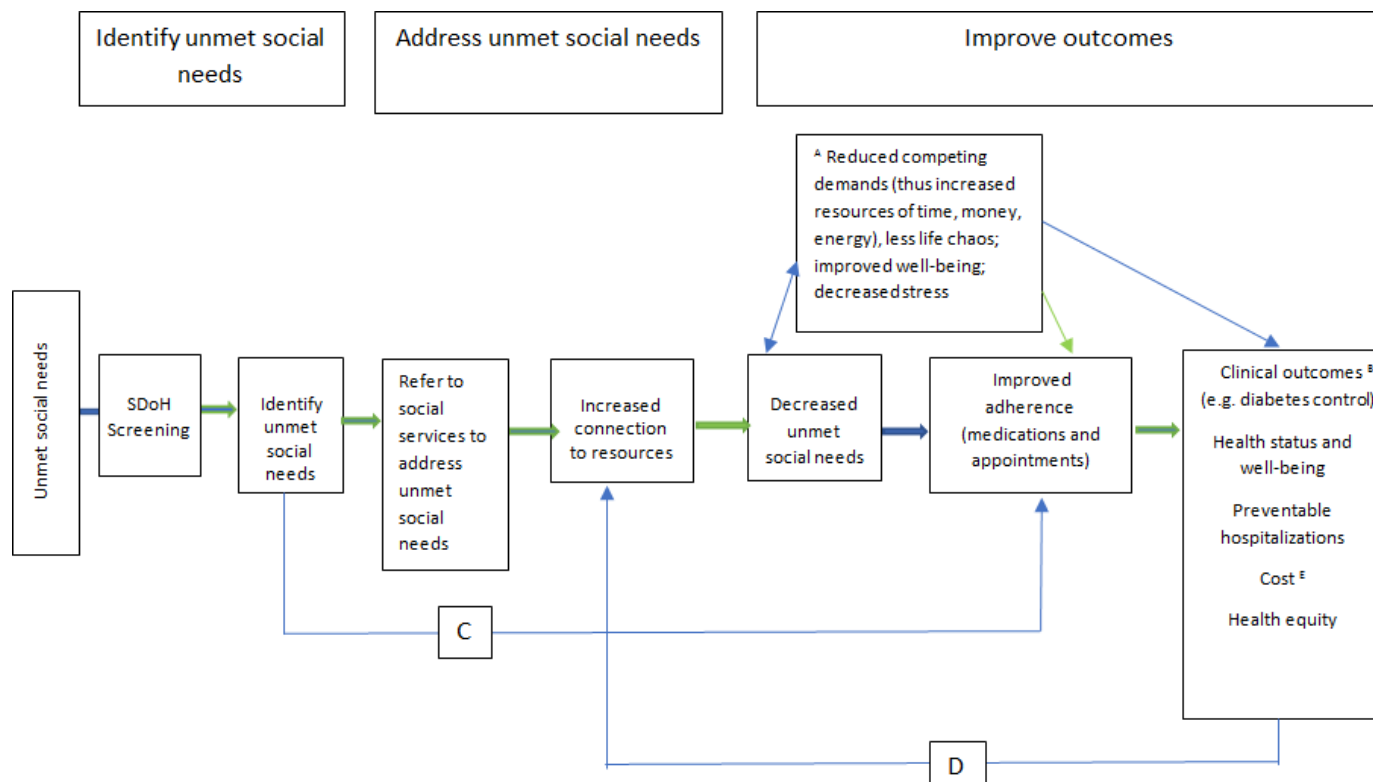 Identify unmet social
needs
Address unmet social needs
Improve outcomes
A Reduced competing
demands (thus increased
resources of time, money,
energy), less life chaos;
improved well-being;
decreased stress
Unmet social needs
SDoH
Screening
Identify
unmet
social
needs
Refer to
social
services to
address
unmet
social
needs
Increased
connection
to resources
Decreased
unmet
social needs
Improved
adherence
(medications and
appointments)
Clinical outcomes B
(e.g. diabetes control)
Health status and
well-being
Preventable
hospitalizations
Cost E
Health equity
C
D